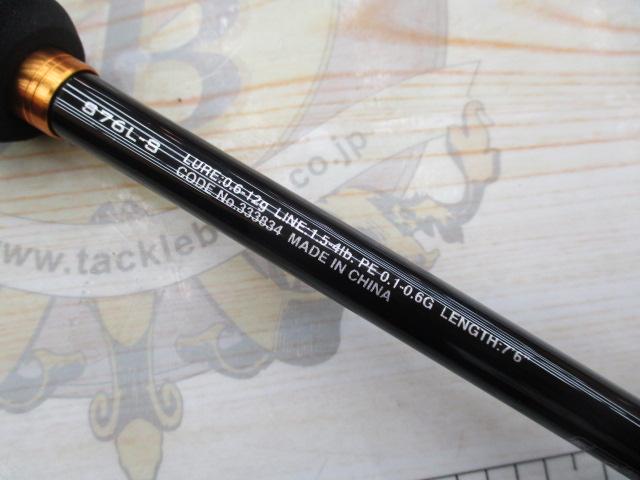 S76L-S
LURE:0.6-12g LINE:1.5-4lb. PE 0.1-0.6G LENGTH:7'6"
CODE No.333834 MADE IN CHINA
B
www.tackleb
.co.jp